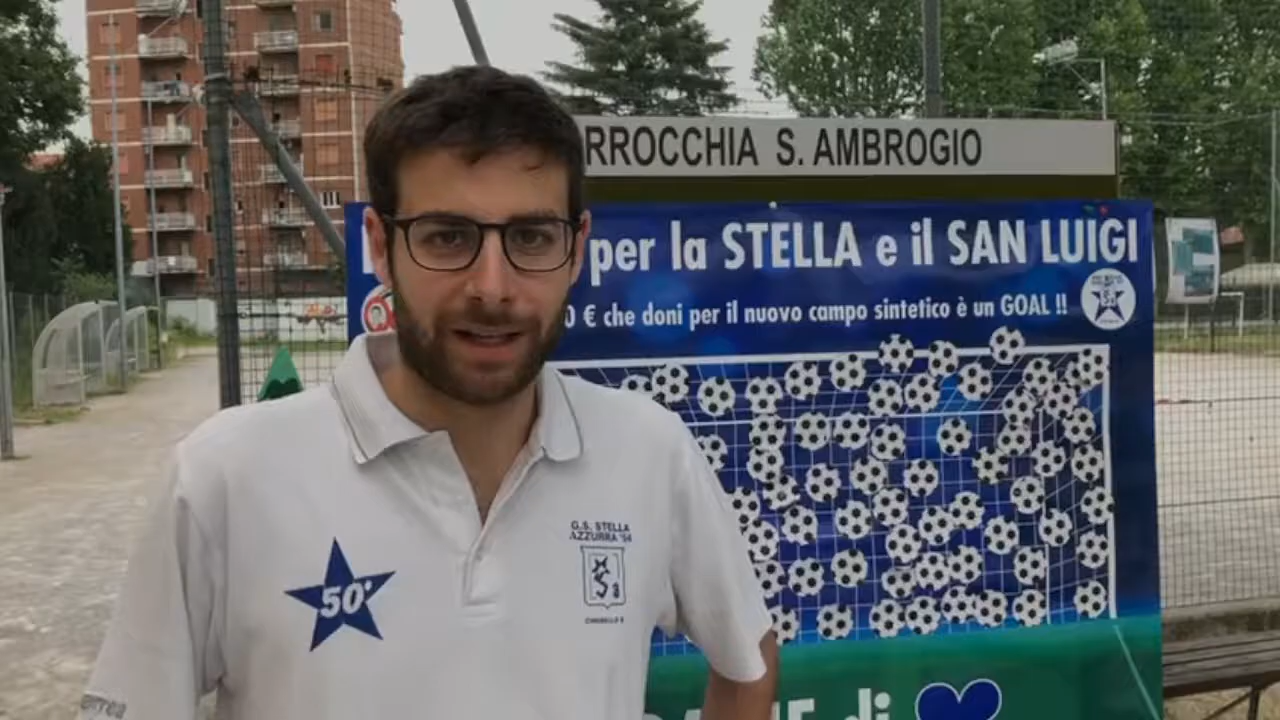 RROCCHIA S. AMBROGIO
per la STELLA e il SAN LUIGI
0 € che doni per il nuovo campo sintetico è un GOAL !!
G.S. STELLA
AZZURRA '54
50'
di